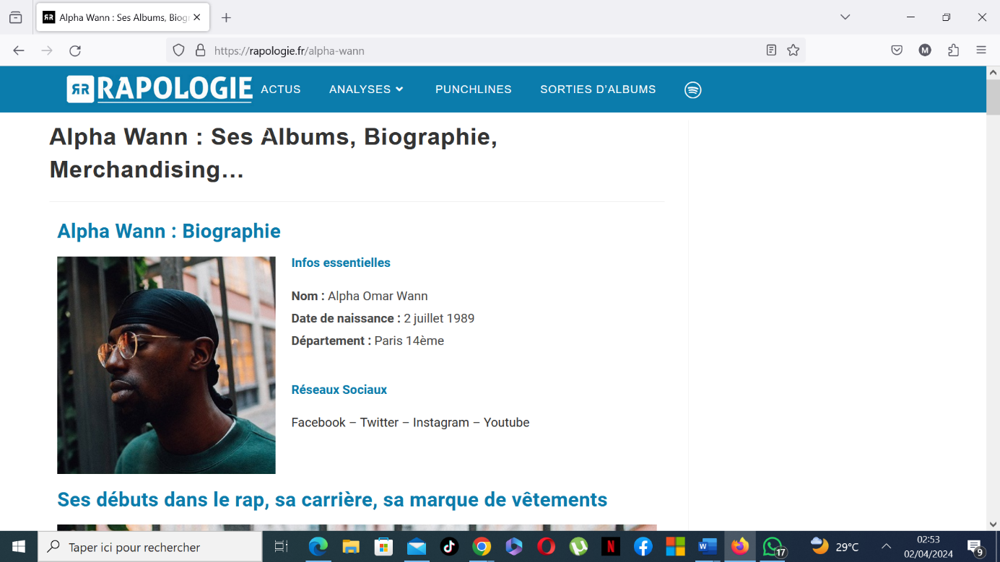 Alpha Wann : Ses Albums, Biogr
https://rapologie.fr/alpha-wann
M
RR RAPOLOGIE ACTUS ANALYSES PUNCHLINES SORTIES D'ALBUMS
Alpha Wann : Ses Albums, Biographie,
Merchandising...
Alpha Wann : Biographie
Infos essentielles
Nom : Alpha Omar Wann
Date de naissance : 2 juillet 1989
Département : Paris 14ème
Réseaux Sociaux
Facebook – Twitter – Instagram – Youtube
Ses débuts dans le rap, sa carrière, sa marque de vêtements
Taper ici pour rechercher
N
W
17
29°C
02:53
02/04/2024
9